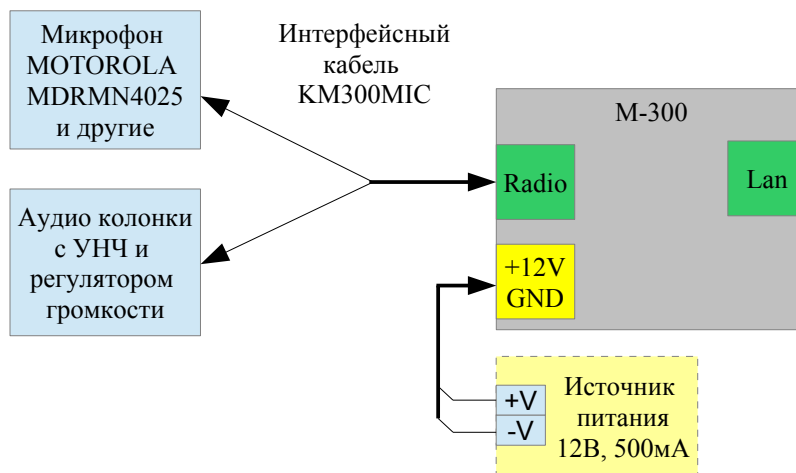 Микрофон
MOTOROLA
MDRMN4025
и другие
Интерфейсный
кабель
KM300MIC
М-300
Radio
Lan
Аудио колонки
с УНЧ и
регулятором
громкости
+12V
GND
+V
-V
Источник
питания
12В, 500мА